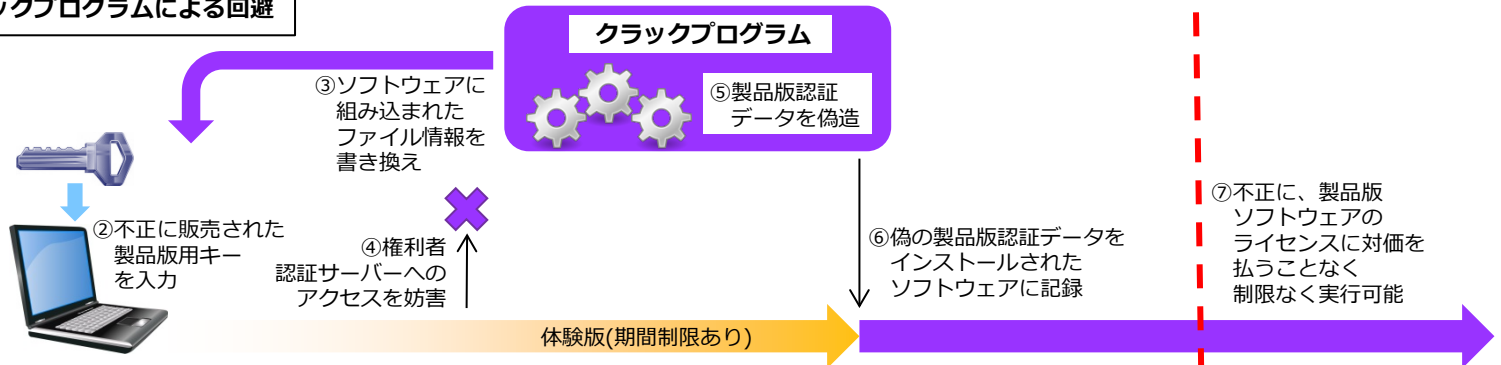 ックプログラムによる回避
クラックプログラム
③ソフトウェアに
組み込まれた
ファイル情報を
書き換え
⑤製品版認証
データを偽造
②不正に販売された
製品版用キー
を入力
④権利者
認証サーバーへの
アクセスを妨害
⑥偽の製品版認証データを
インストールされた
ソフトウェアに記録
⑦不正に、製品版
ソフトウェアの
ライセンスに対価を
払うことなく
制限なく実行可能
体験版(期間制限あり)